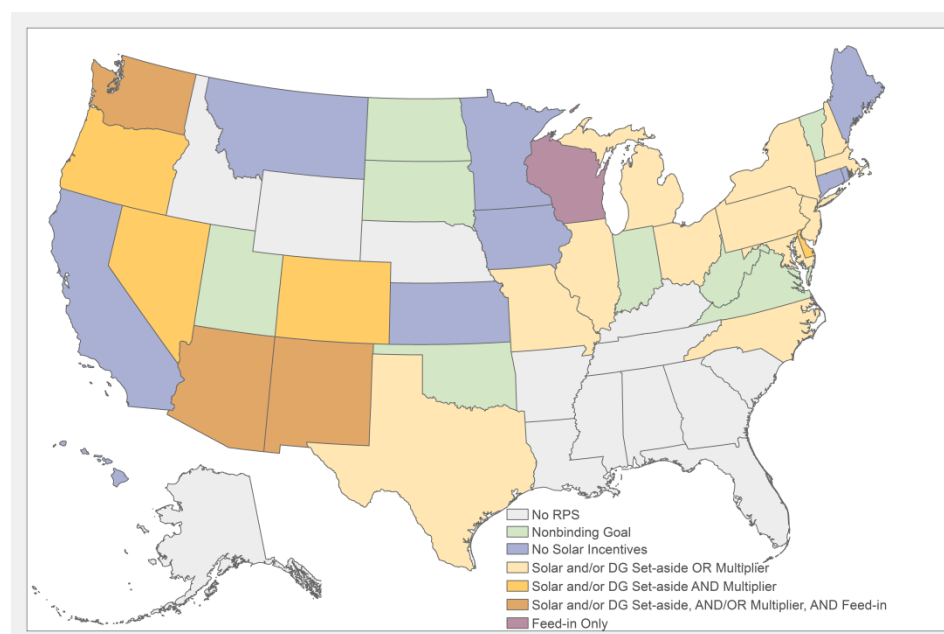 No RPS
Nonbinding Goal
No Solar Incentives
Solar and/or DG Set-aside OR Multiplier
Solar and/or DG Set-aside AND Multiplier
Solar and/or DG Set-aside, AND/OR Multiplier, AND Feed-in
Feed-in Only